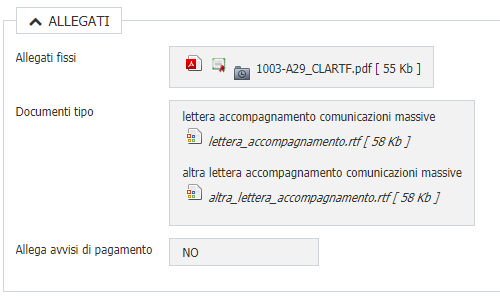 ALLEGATI
Allegati fissi
1003-A29_CLARTF.pdf [ 55 Kb ]
Documenti tipo
lettera accompagnamento comunicazioni massive
lettera_accompagnamento.rtf [ 58 Kb ]
altra lettera accompagnamento comunicazioni massive
altra_lettera_accompagnamento.rtf [ 58 Kb ]
Allega avvisi di pagamento
NO